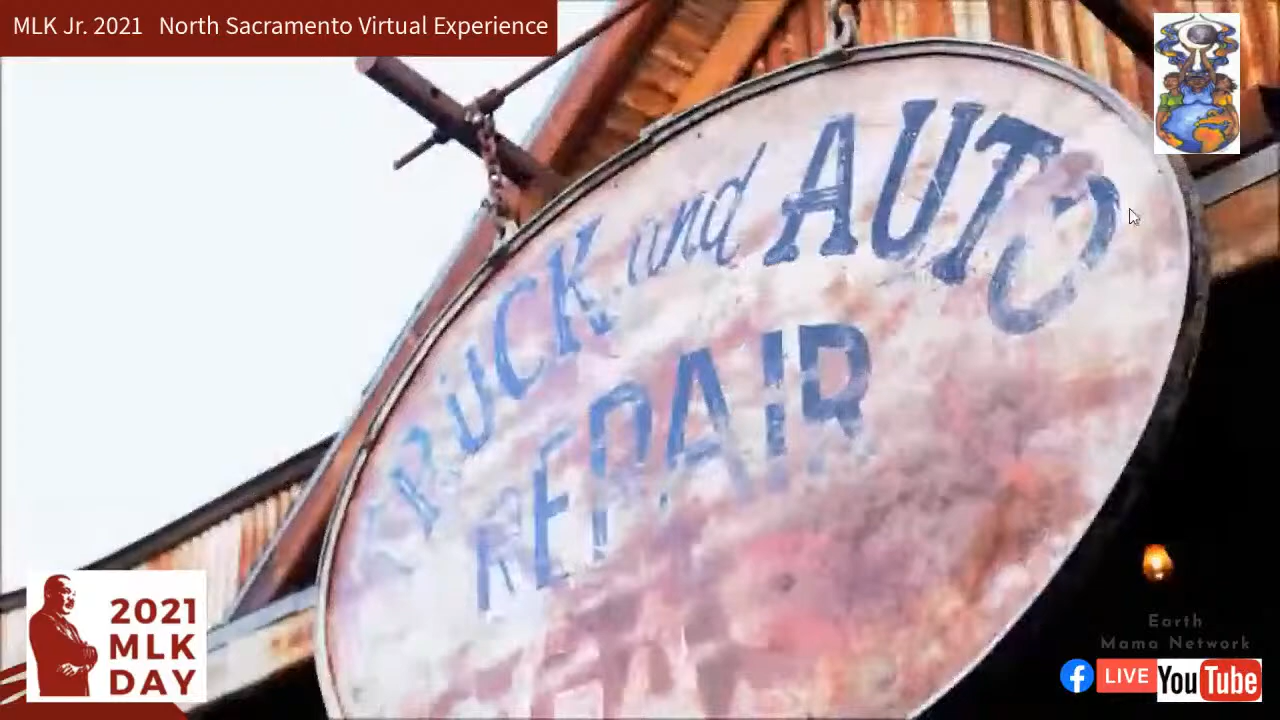 MLK Jr. 2021 North Sacramento Virtual Experience
TRUCK and AUTO
REPAIR
2021
MLK
DAY
Earth
Mama Network
LIVE YouTube